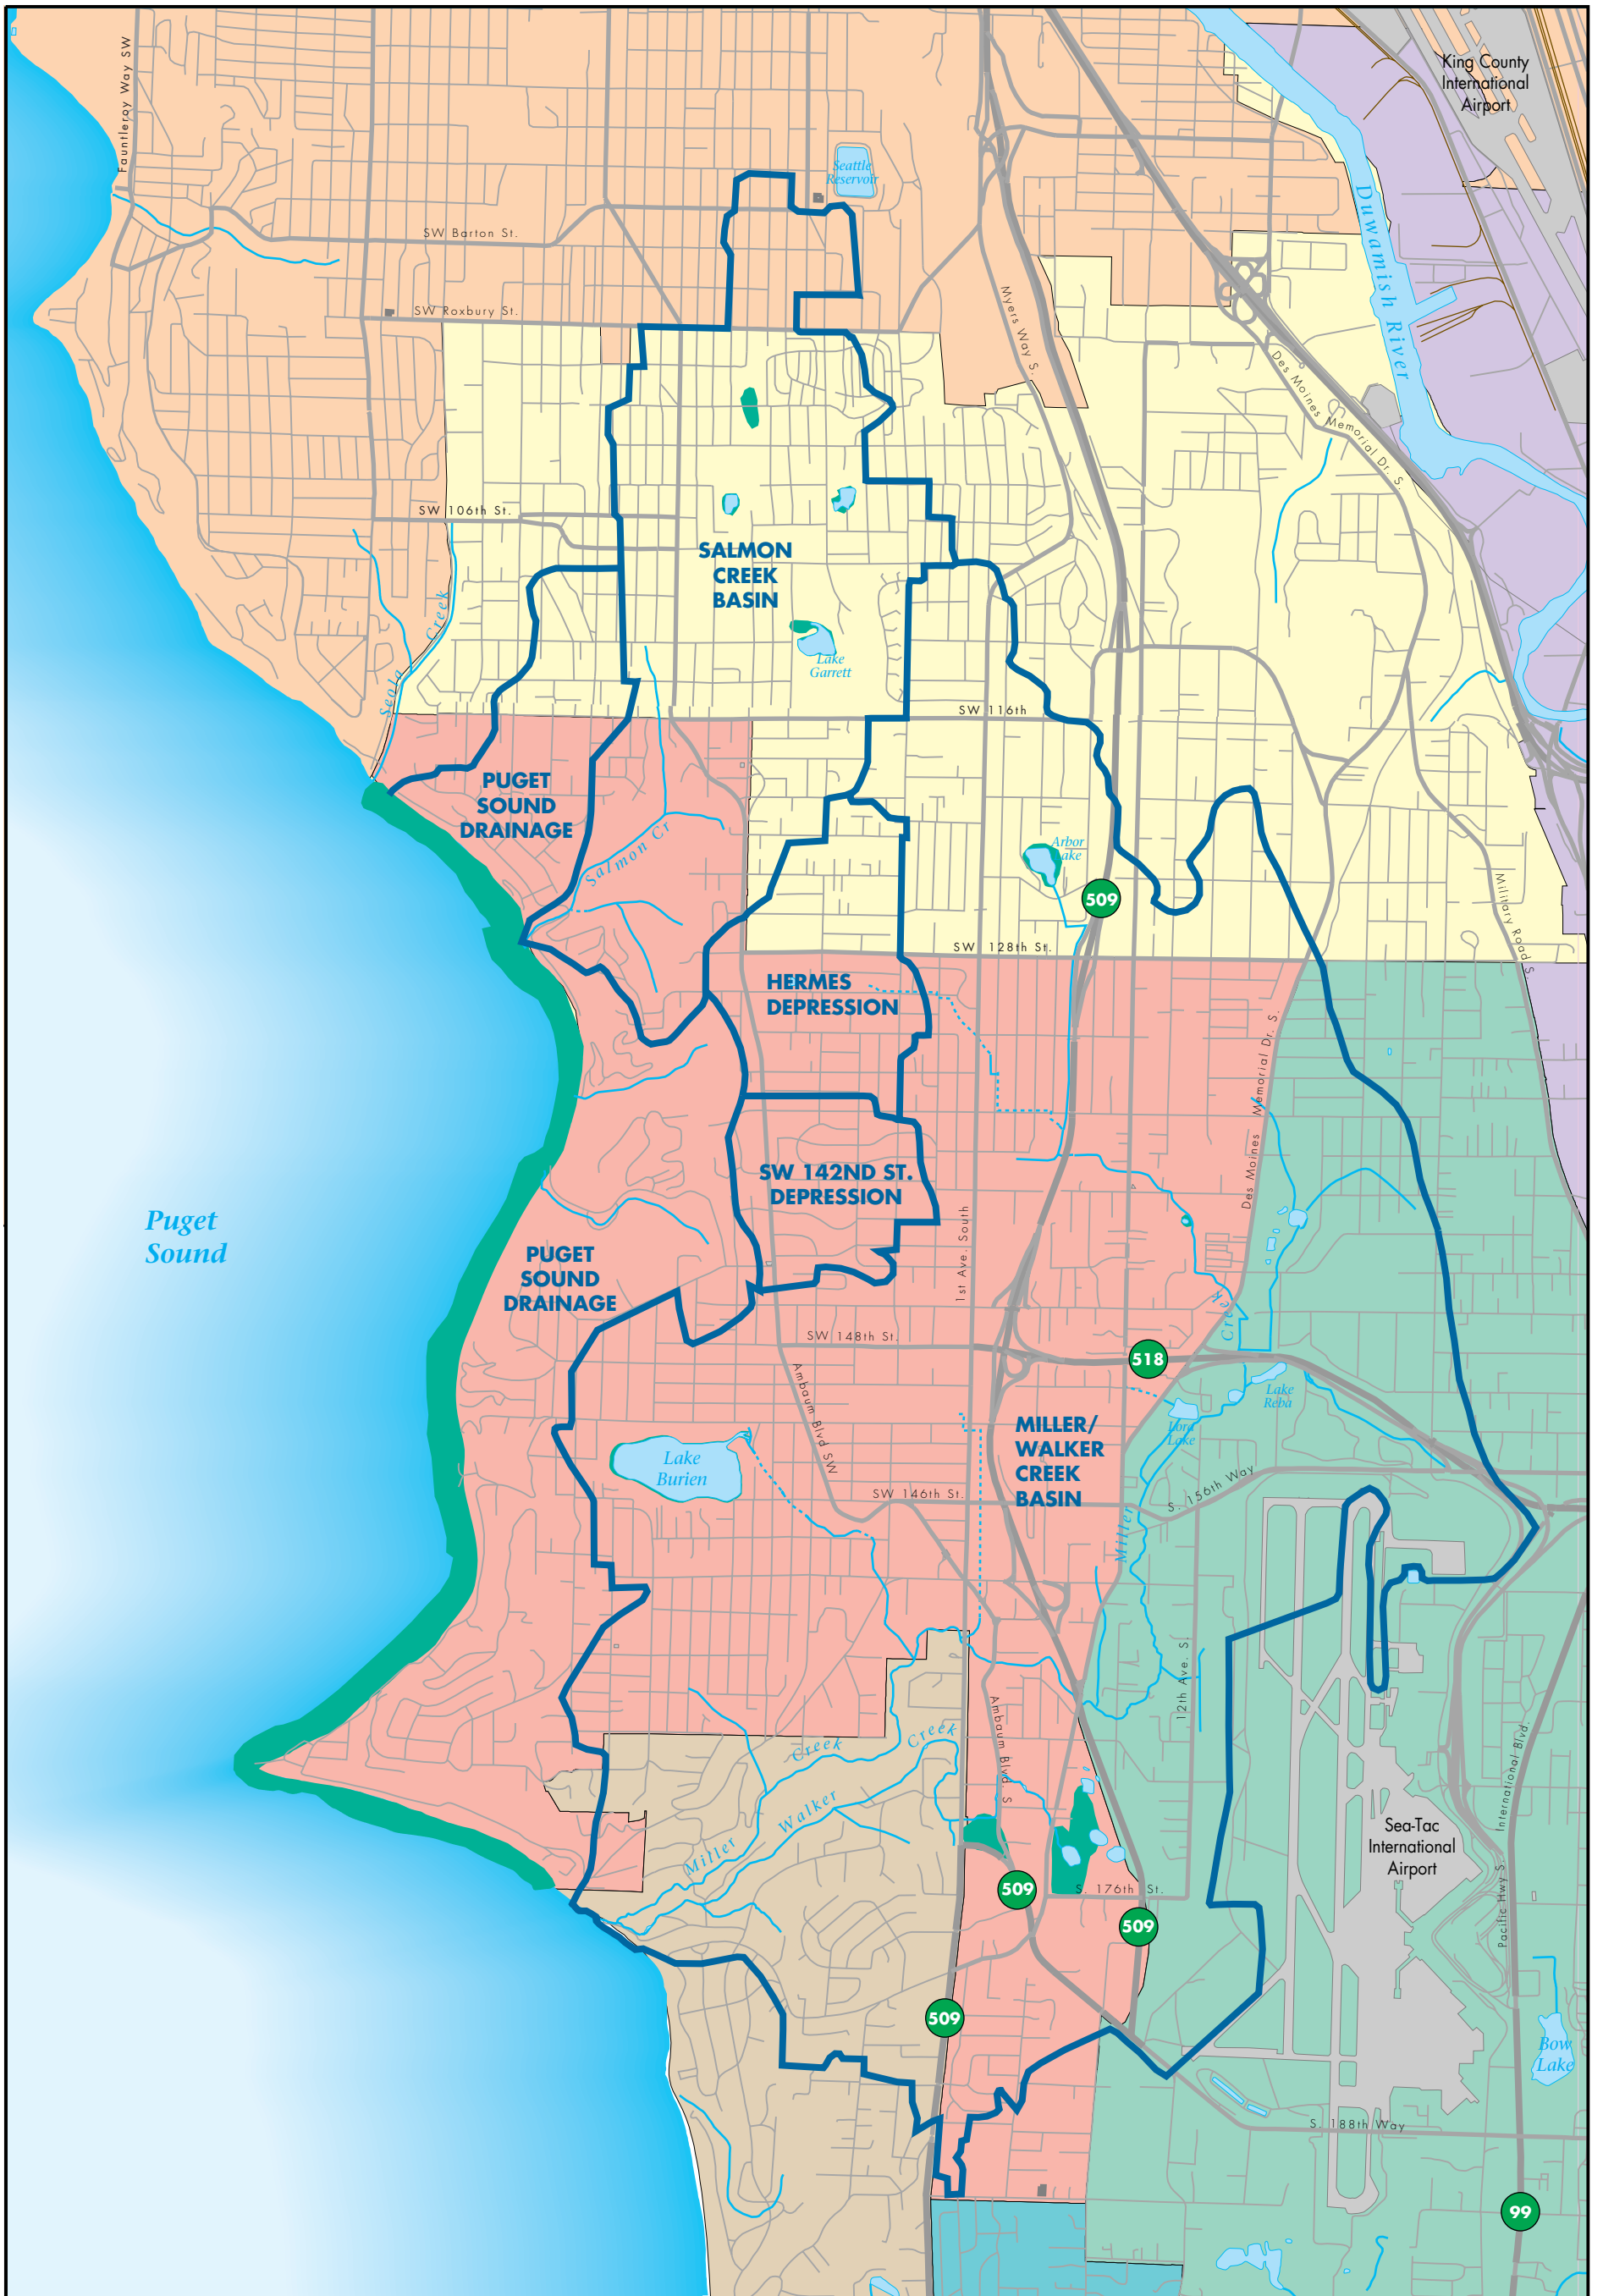 Fauntleroy Way SW
King County
International
Airport
Seattle
Reservoir
Duwamish River
SW Barton St.
SW Roxbury St.
Myers Way S.
Des Moines Memorial Dr. S.
SW 106th St.
SALMON
CREEK
BASIN
Seola Creek
Lake
Garrett
SW 116th
PUGET
SOUND
DRAINAGE
Salmon Cr
Arbor
Lake
509
Military Road S.
SW 128th St.
HERMES
DEPRESSION
Des Moines Memorial Dr. S.
SW 142ND ST.
DEPRESSION
Puget
Sound
PUGET
SOUND
DRAINAGE
1st Ave. South
Creek
SW 148th St.
518
Ambaum Blvd SW
Lake
Reba
Lora
Lake
MILLER/
WALKER
CREEK
BASIN
Lake
Burien
SW 146th St.
S. 156th Way
Miller
12th Ave. S.
Ambaum Blvd. S
Creek
Creek
Walker
Miller
International Blvd.
Pacific Hwy S.
Sea-Tac
International
Airport
509
S. 176th St.
509
509
Bow
Lake
S. 188th Way
99